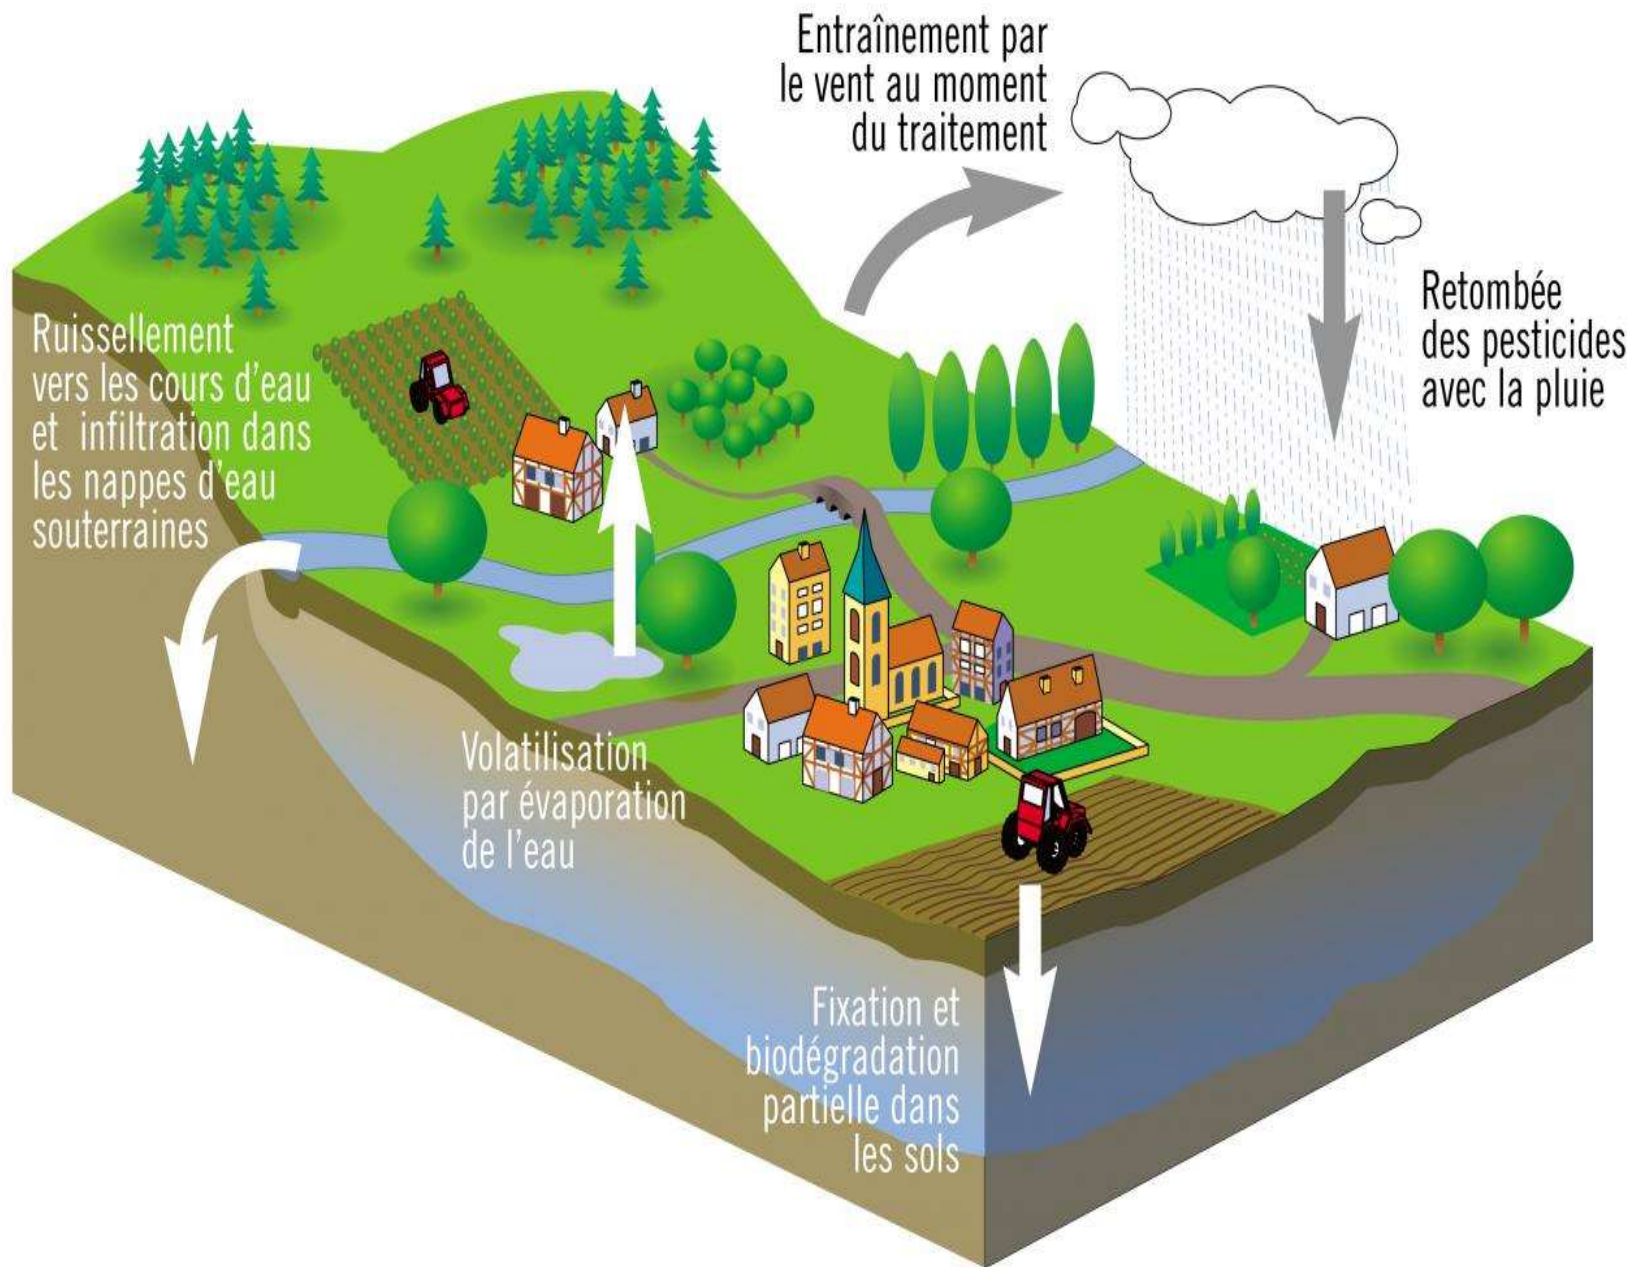 Entraînement par
le vent au moment
du traitement
Retombée
des pesticides
avec la pluie
Ruissellement
vers les cours d'eau
et infiltration dans
les nappes d'eau
souterraines
Volatilisation
par évaporation
de l'eau
Fixation et
biodégradation
partielle dans
les sols